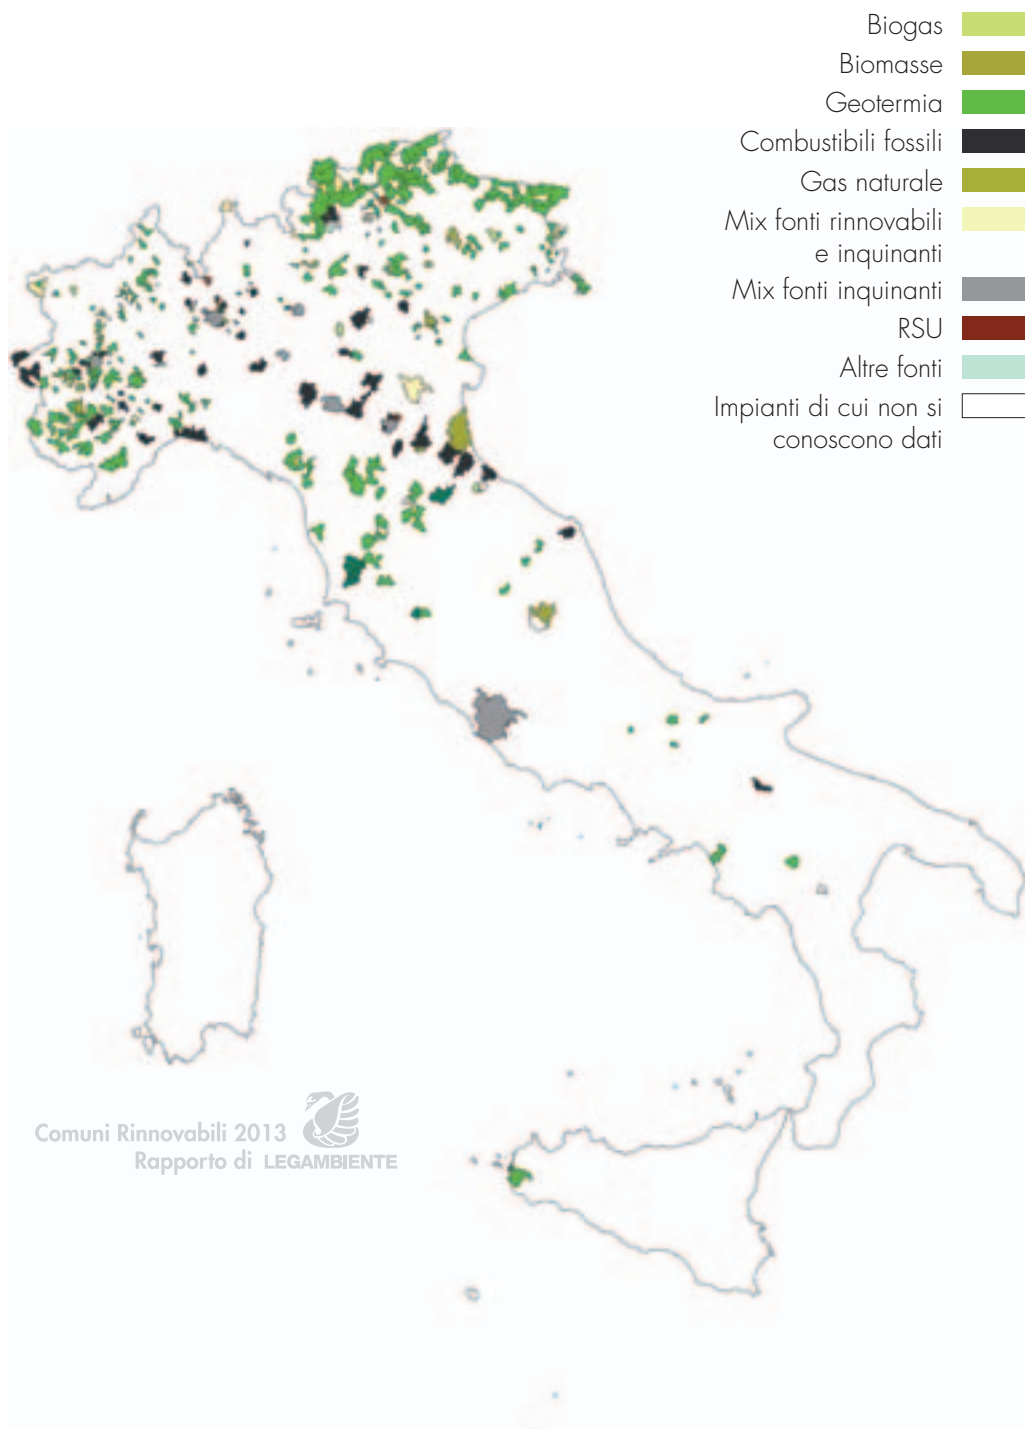 Biogas
Biomasse
Geotermia
Combustibili fossili
Gas naturale
Mix fonti rinnovabili
e inquinanti
Mix fonti inquinanti
RSU
Altre fonti
Impianti di cui non si
conoscono dati
Comuni Rinnovabili 2013
Rapporto di LEGAMBIENTE